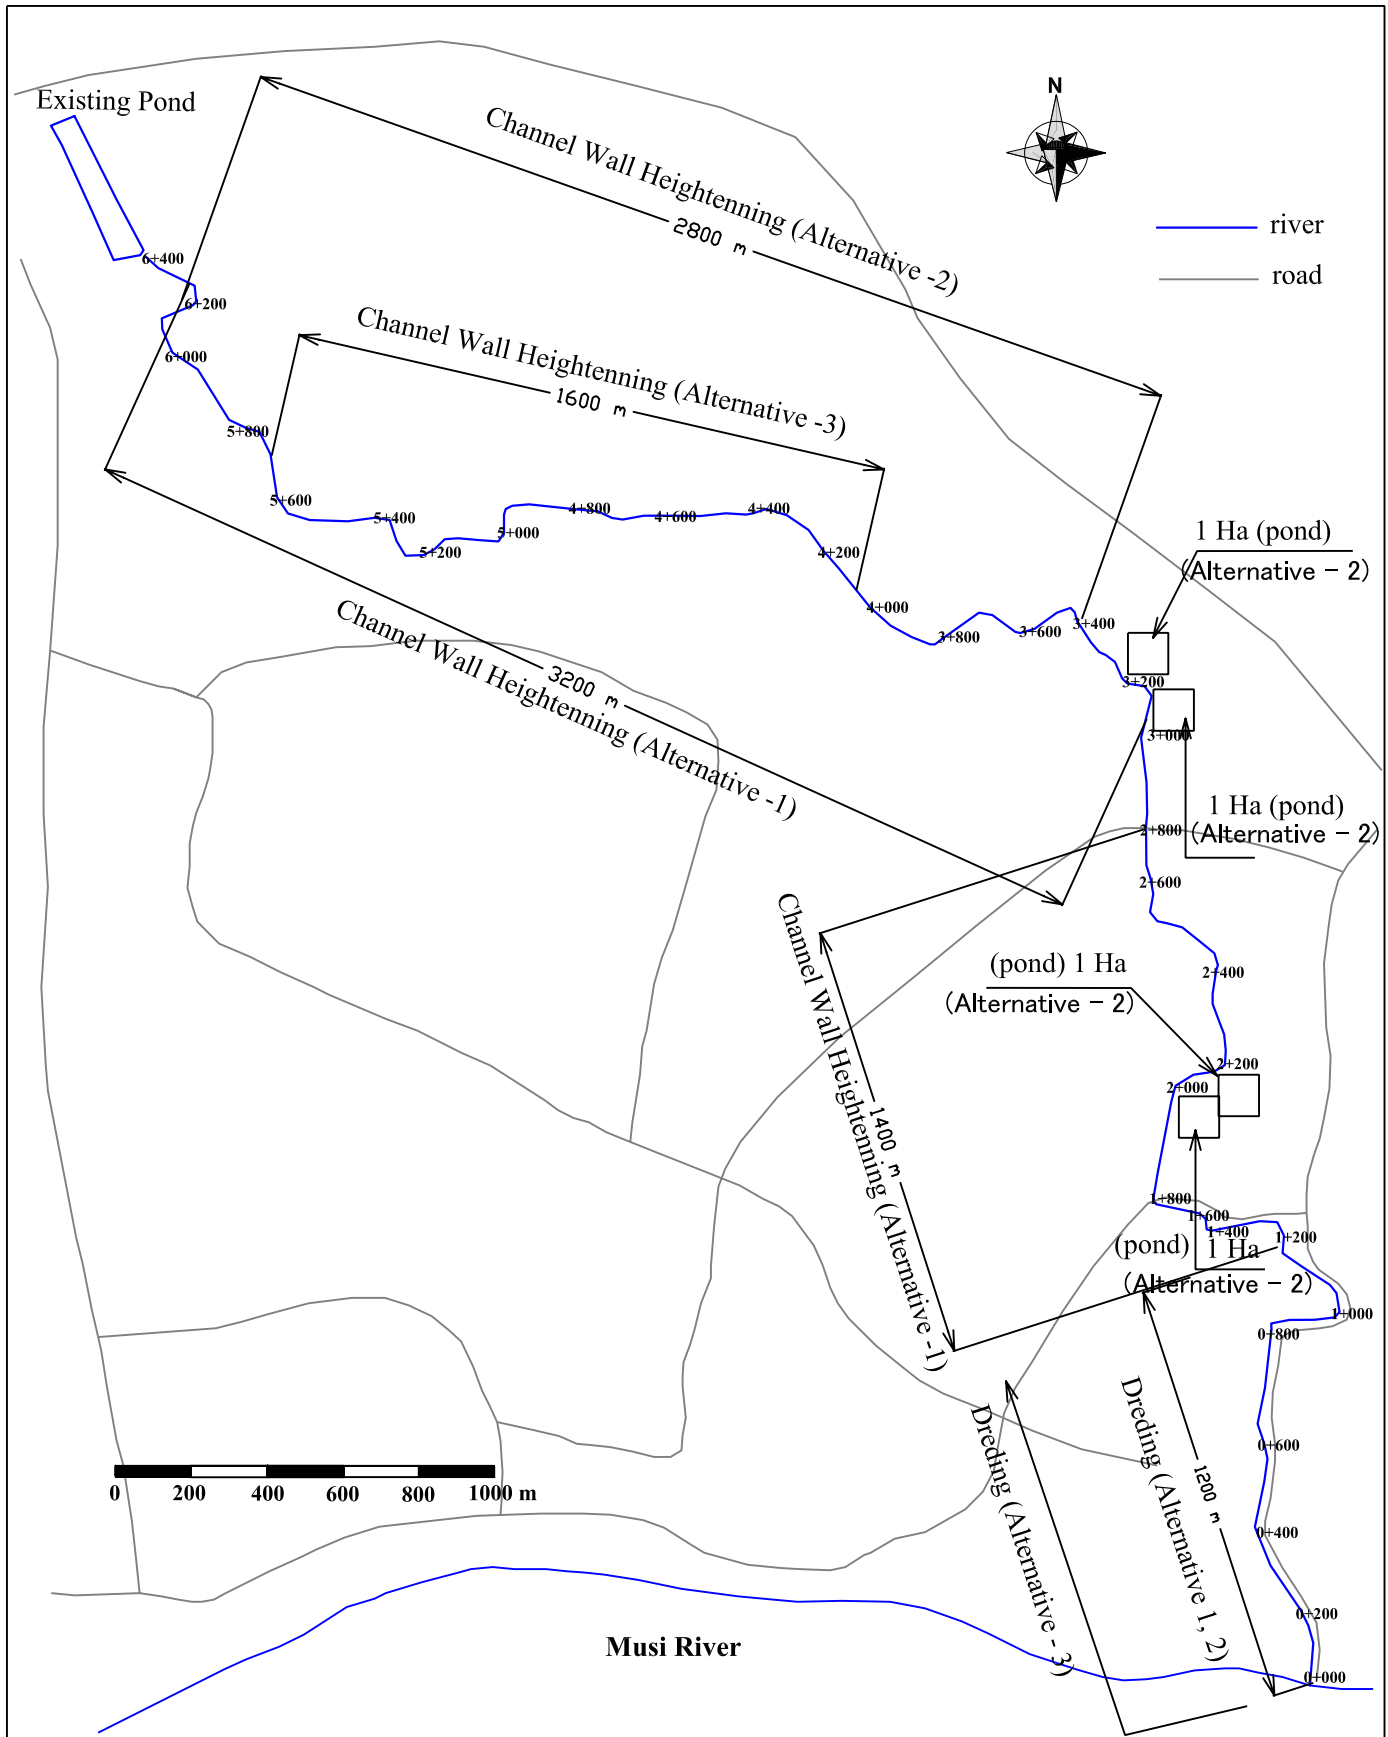 N
Existing Pond
Channel Wall Heightenning (Alternative -2)
2800 m
river
road
6+400
6+200
6+000
5+800
5+600
5+400
5+200
5+000
4+800
4+600
4+400
4+200
4+000
3+800
3+600
3+400
3+200
3+000
Channel Wall Heightenning (Alternative -3)
1600 m
1 Ha (pond)
(Alternative - 2)
3200 m
Channel Wall Heightenning (Alternative -1)
1 Ha (pond)
(Alternative - 2)
2+800
2+600
2+400
2+200
2+000
(pond) 1 Ha
(Alternative - 2)
Channel Wall Heightenning (Alternative -1)
1400 m
1+800
1+600
1+400
1+200
(pond) 1 Ha
(Alternative - 2)
1+000
0+800
0+600
0+400
0+200
0+000
Dreding (Alternative 1, 2)
1200 m
Dreding (Alternative - 3)
0 200 400 600 800 1000 m
Musi River